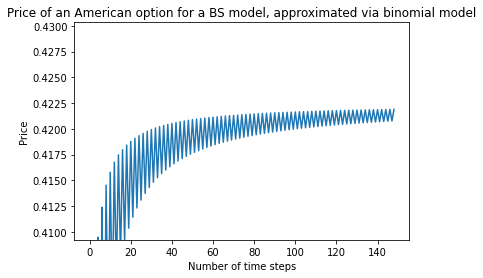 Price of an American option for a BS model, approximated via binomial model
0.4300
0.4275
0.4250
0.4225
0.4200
0.4175
0.4150
0.4125
0.4100
Price
0 20 40 60 80 100 120 140
Number of time steps